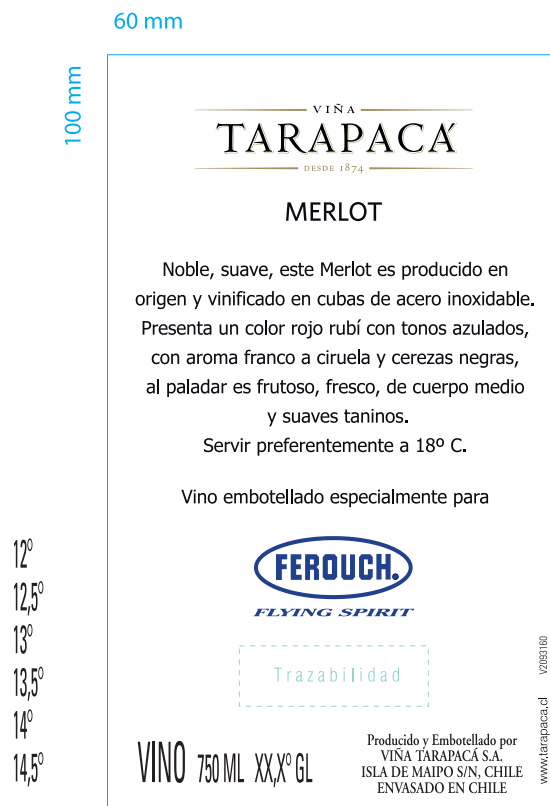 60 mm
100 mm
VIÑA
TARAPACÁ
DESDE 1874
MERLOT
Noble, suave, este Merlot es producido en
origen y vinificado en cubas de acero inoxidable.
Presenta un color rojo rubí con tonos azulados,
con aroma franco a ciruela y cerezas negras,
al paladar es frutoso, fresco, de cuerpo medio
y suaves taninos.
Servir preferentemente a 18º C.
Vino embotellado especialmente para
FEROUCH.
FLYING SPIRIT
Trazabilidad
12º
12,5º
13º
13,5º
14º
14,5º
VINO 750 ML XX,Xº GL
Producido y Embotellado por
VIÑA TARAPACÁ S.A.
ISLA DE MAIPO S/N, CHILE
ENVASADO EN CHILE
www.tarapaca.cl V2093160